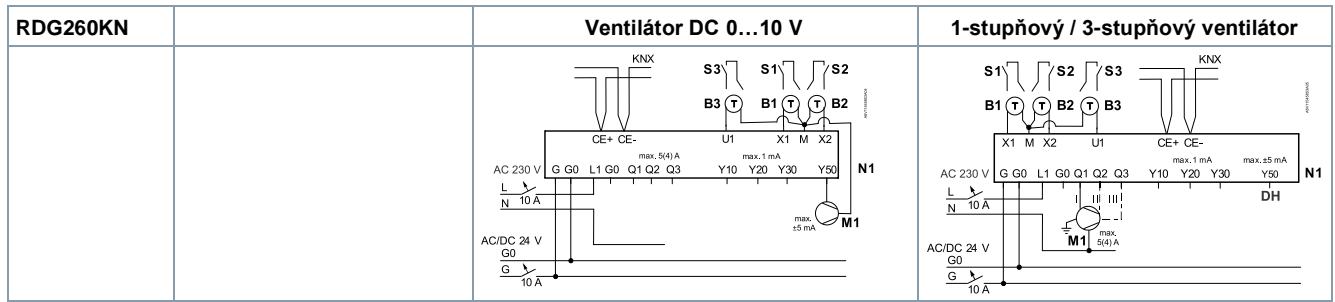 RDG260KN
Ventilátor DC 0…10 V
1-stupňový / 3-stupňový ventilátor
KNX
S3 S1 S2
B3 T B1 T T B2
CE+ CE- U1 X1 M X2
max. 5(4) A max. 1 mA
AC 230 V G G0 L1 G0 Q1 Q2 Q3 Y10 Y20 Y30 Y50 N1
L
10 A
N
max.
±5 mA
M1
AC/DC 24 V
G0
G
10 A
S1 S2 S3 KNX
B1 T T B2 T B3
X1 M X2 U1 CE+ CE-
max. 1 mA max. ±5 mA
AC 230 V G G0 L1 G0 Q1 Q2 Q3 Y10 Y20 Y30 Y50 N1
DH
L
10 A
I II III
N
M1
max.
5(4) A
AC/DC 24 V
G0
G
10 A